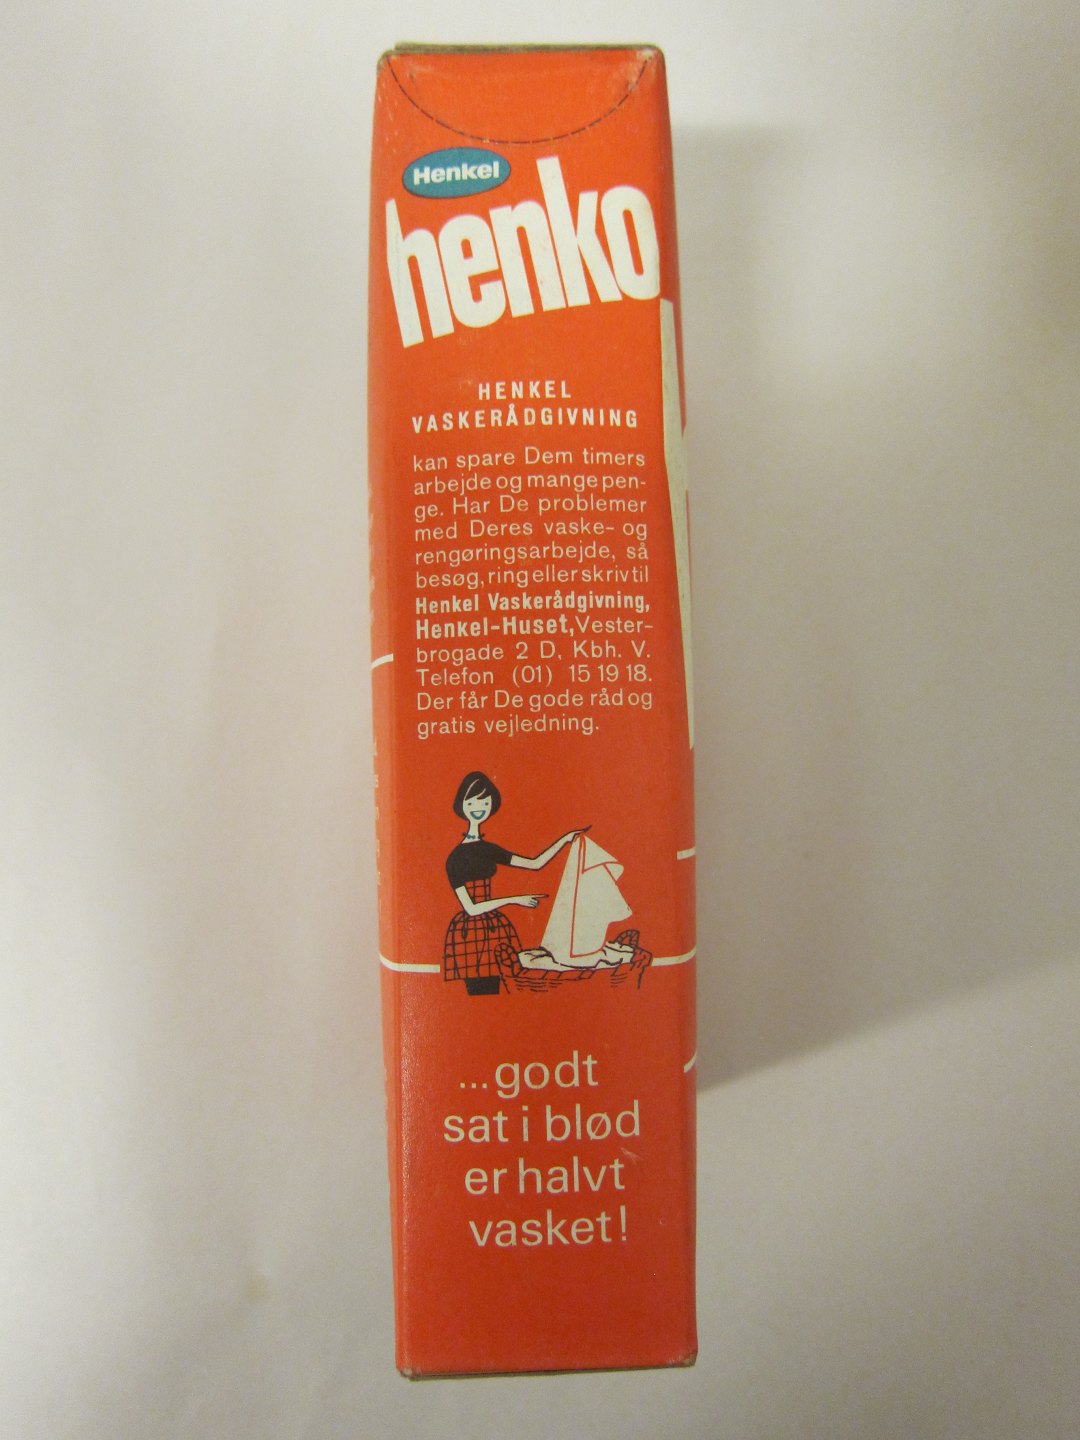 Henkel
henko
HENKEL
VASKERÅDGIVNING
kan spare Dem timers
arbejde og mange pen-
ge. Har De problemer
med Deres vaske- og
rengøringsarbejde, så
besøg, ring eller skriv til
Henkel Vaskerådgivning,
Henkel-Huset, Vester-
brogade 2 D, Kbh. V.
Telefon (01) 15 19 18.
Der får De gode råd og
gratis vejledning.
...godt
sat i blød
er halvt
vasket!